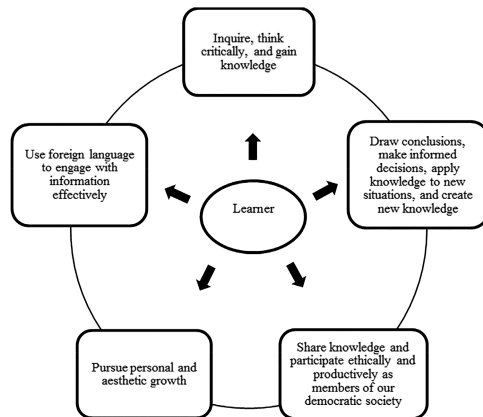 Inquire, think
critically, and gain
knowledge
Use foreign language
to engage with
information
effectively
Draw conclusions,
make informed
decisions, apply
knowledge to new
situations, and create
new knowledge
Learner
Pursue personal and
aesthetic growth
Share knowledge and
participate ethically and
productively as
members of our
democratic society